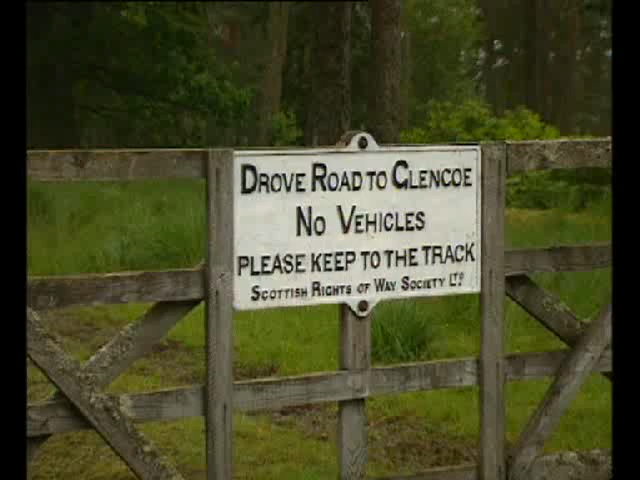 DROVE ROAD TO GLENCOE
NO VEHICLES
PLEASE KEEP TO THE TRACK
SCOTTISH RIGHTS OF WAY SOCIETY LTD